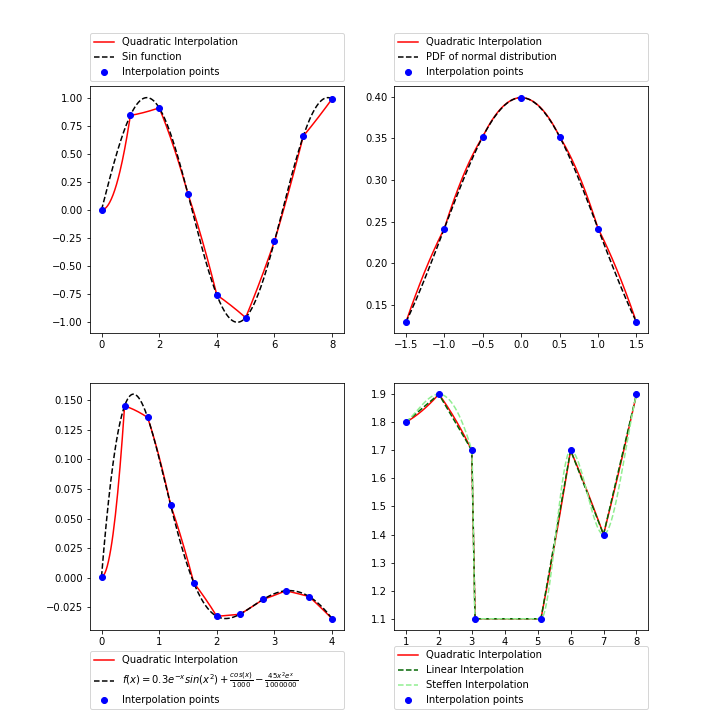 Quadratic Interpolation
Sin function
Interpolation points
1.00
0.75
0.50
0.25
0.00
−0.25
−0.50
−0.75
−1.00
0 2 4 6 8
Quadratic Interpolation
PDF of normal distribution
Interpolation points
0.40
0.35
0.30
0.25
0.20
0.15
−1.5 −1.0 −0.5 0.0 0.5 1.0 1.5
0.150
0.125
0.100
0.075
0.050
0.025
0.000
−0.025
0 1 2 3 4
Quadratic Interpolation
f(x) = 0.3e^{−x}sin(x²) + cos(x)/1000 − 45x²e^x/1000000
Interpolation points
1.9
1.8
1.7
1.6
1.5
1.4
1.3
1.2
1.1
1 2 3 4 5 6 7 8
Quadratic Interpolation
Linear Interpolation
Steffen Interpolation
Interpolation points